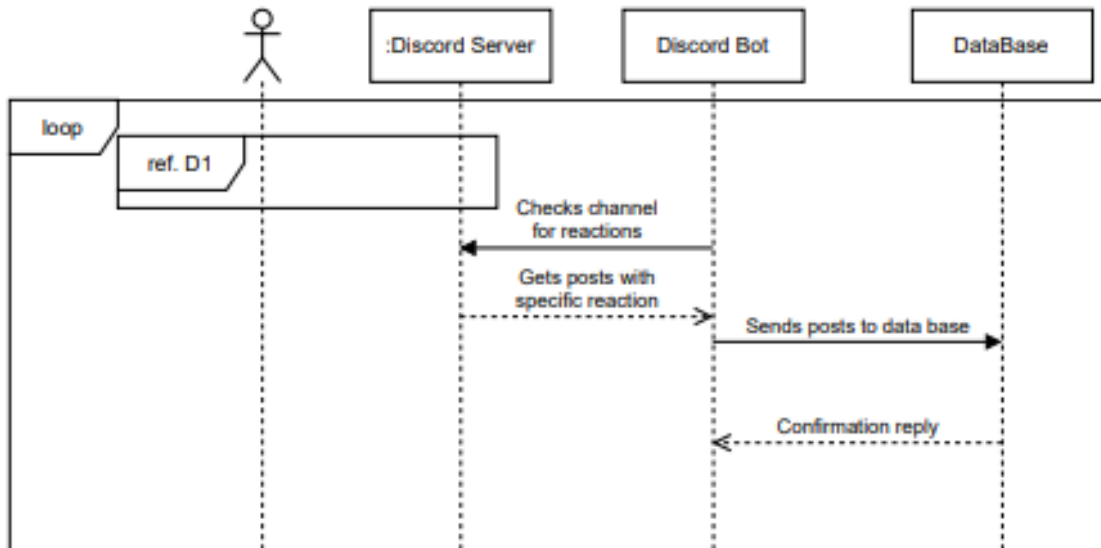 :Discord Server
Discord Bot
DataBase
loop
ref. D1
Checks channel
for reactions
Gets posts with
specific reaction
Sends posts to data base
Confirmation reply